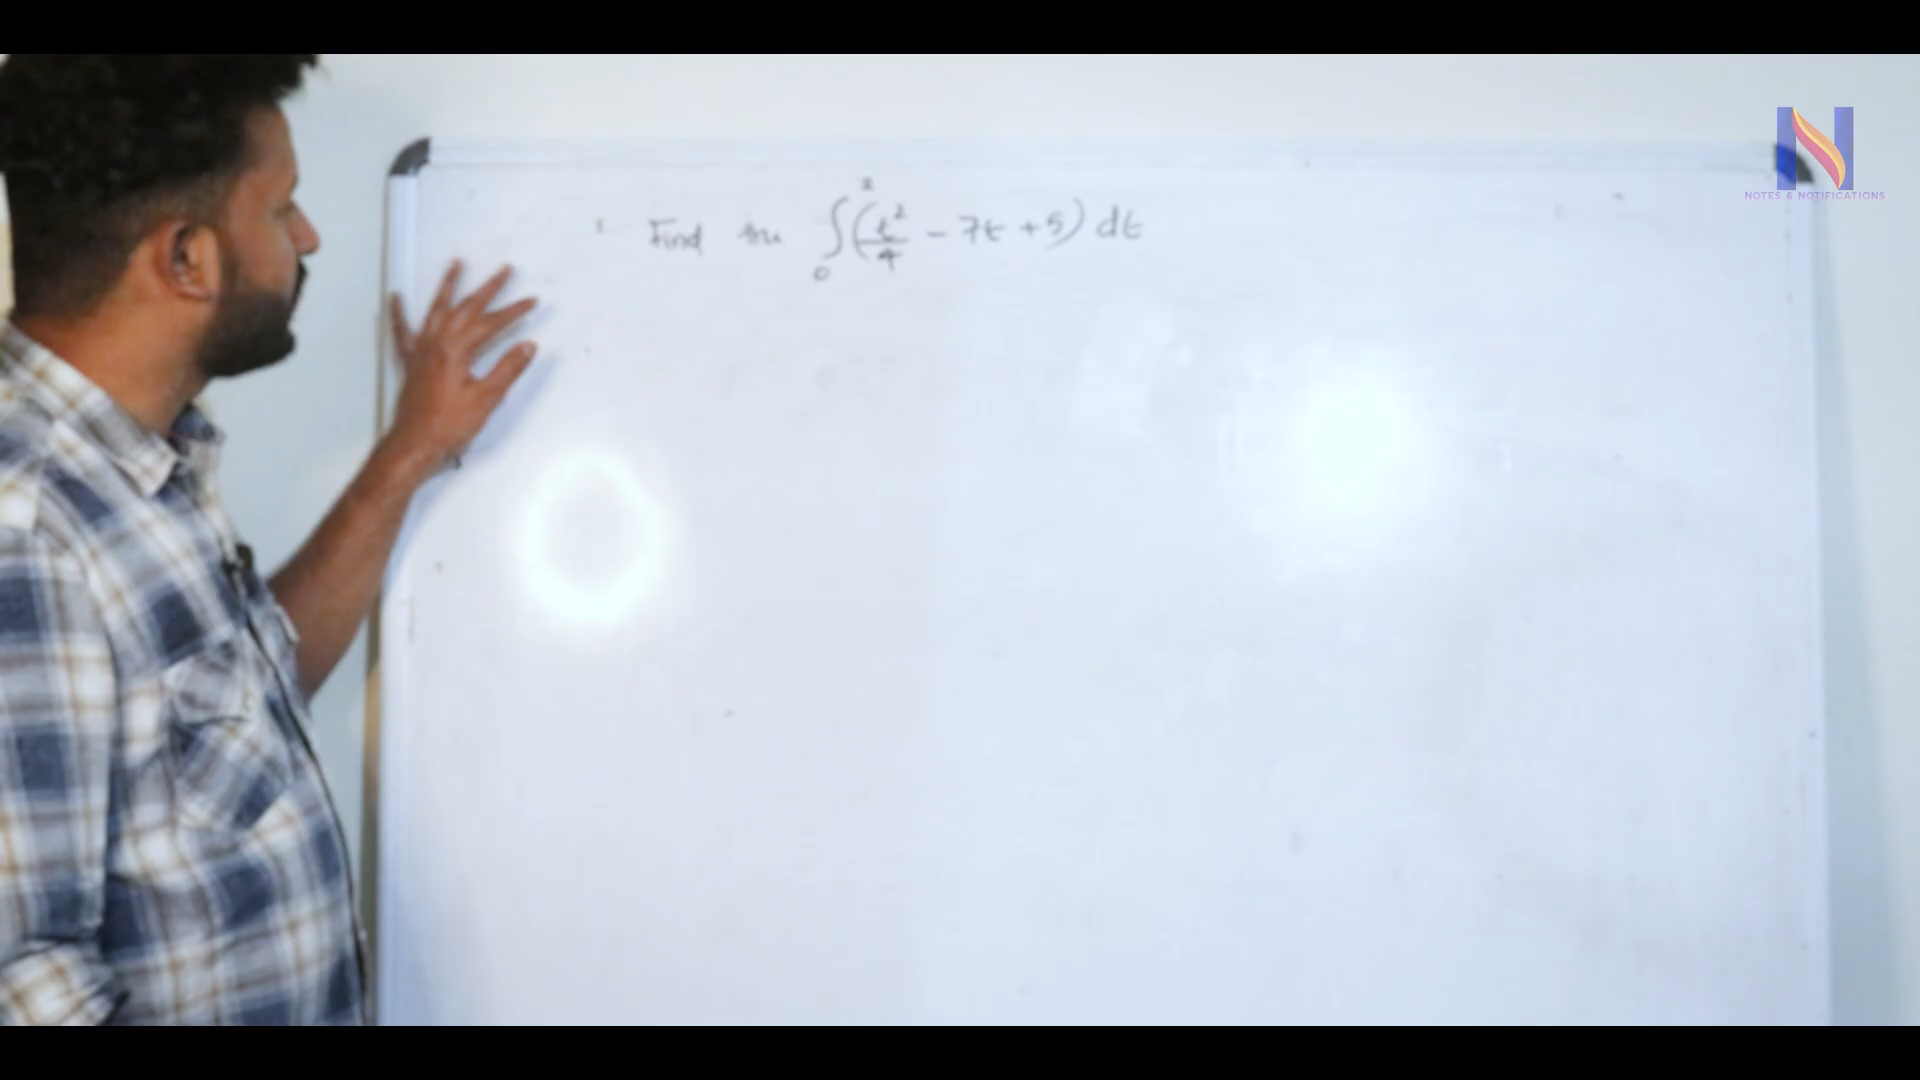 Find the ∫₀² (t²/4 - 7t + 5) dt
NOTES & NOTIFICATIONS